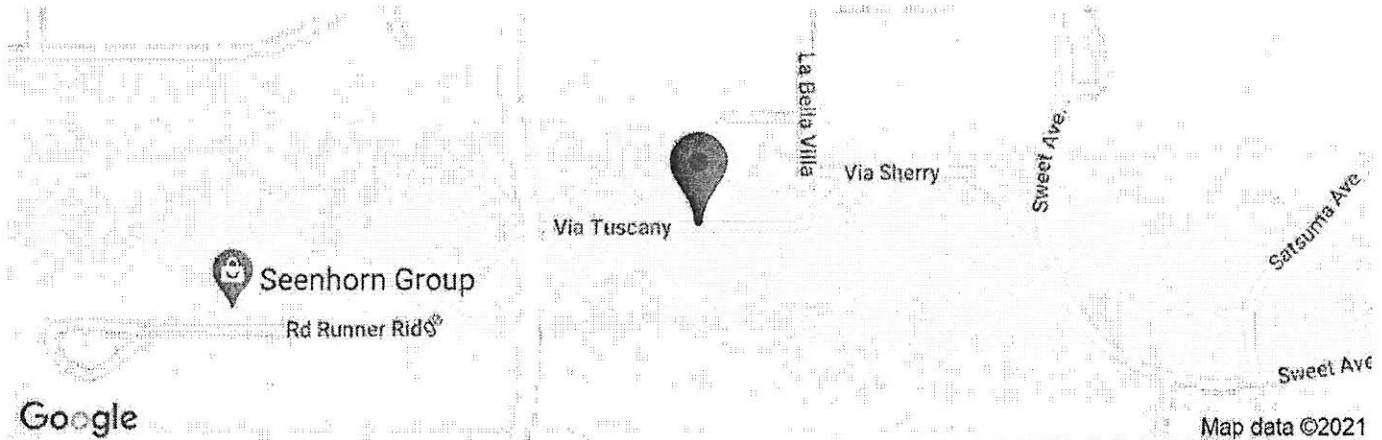 La Bella Villa
Sweet Ave.
Via Sherry
Satsuma Ave
Via Tuscany
Seenhorn Group
Rd Runner Ridge
Sweet Ave
Google
Map data ©2021